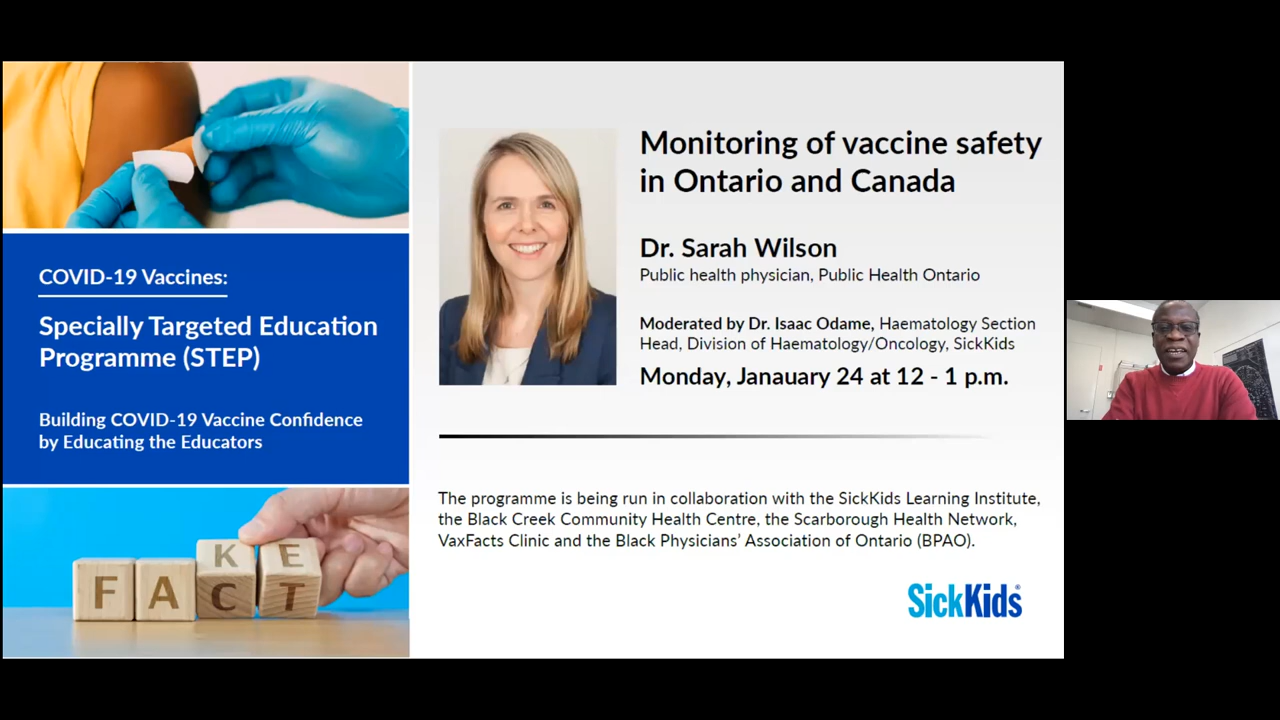 COVID-19 Vaccines:
Specially Targeted Education
Programme (STEP)
Building COVID-19 Vaccine Confidence
by Educating the Educators
K E
F A C T
Monitoring of vaccine safety
in Ontario and Canada
Dr. Sarah Wilson
Public health physician, Public Health Ontario
Moderated by Dr. Isaac Odame, Haematology Section
Head, Division of Haematology/Oncology, SickKids
Monday, Janauary 24 at 12 - 1 p.m.
The programme is being run in collaboration with the SickKids Learning Institute,
the Black Creek Community Health Centre, the Scarborough Health Network,
VaxFacts Clinic and the Black Physicians' Association of Ontario (BPAO).
SickKids®